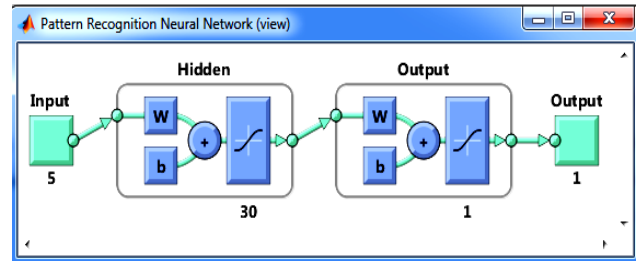 Pattern Recognition Neural Network (view)
Hidden Output
Input Output
W W
+ +
b b
5 1
30 1